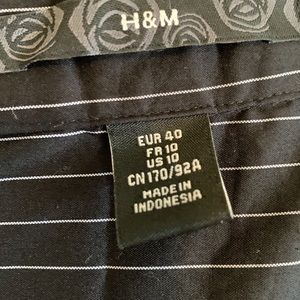 H&M
EUR 40
FR 10
US 10
CN 170/92A
MADE IN
INDONESIA